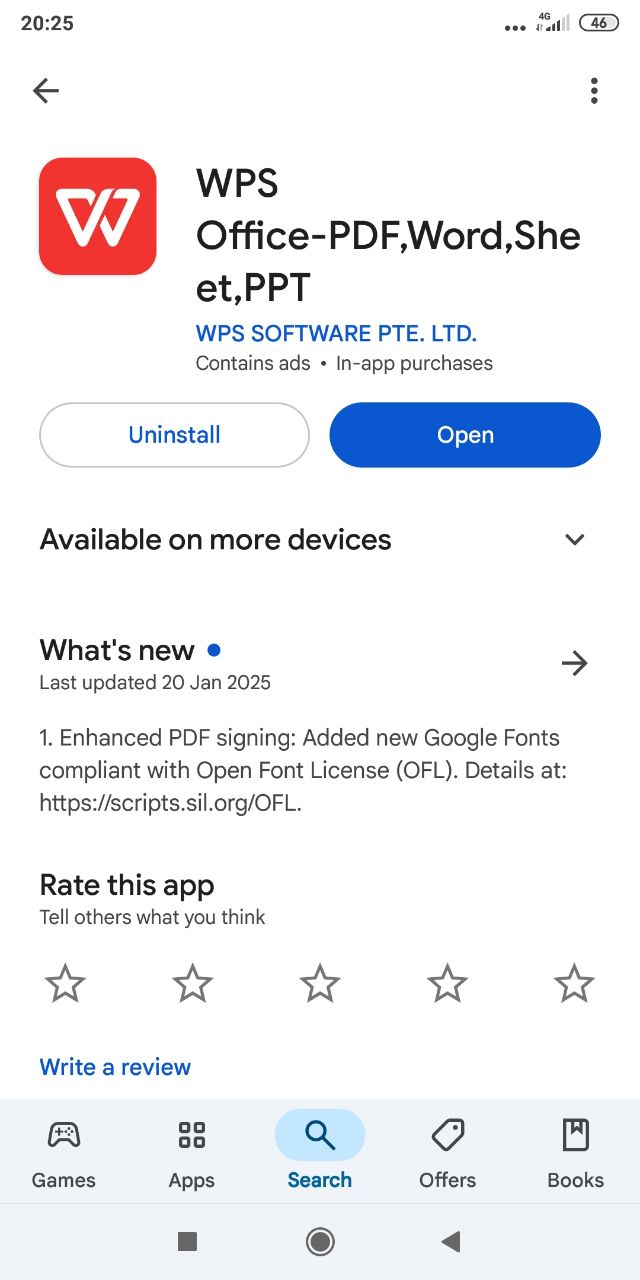 20:25
4G
46
WPS
Office-PDF,Word,She
et,PPT
WPS SOFTWARE PTE. LTD.
Contains ads • In-app purchases
Uninstall
Open
Available on more devices
What's new
Last updated 20 Jan 2025
1. Enhanced PDF signing: Added new Google Fonts
compliant with Open Font License (OFL). Details at:
https://scripts.sil.org/OFL.
Rate this app
Tell others what you think
Write a review
Games
Apps
Search
Offers
Books